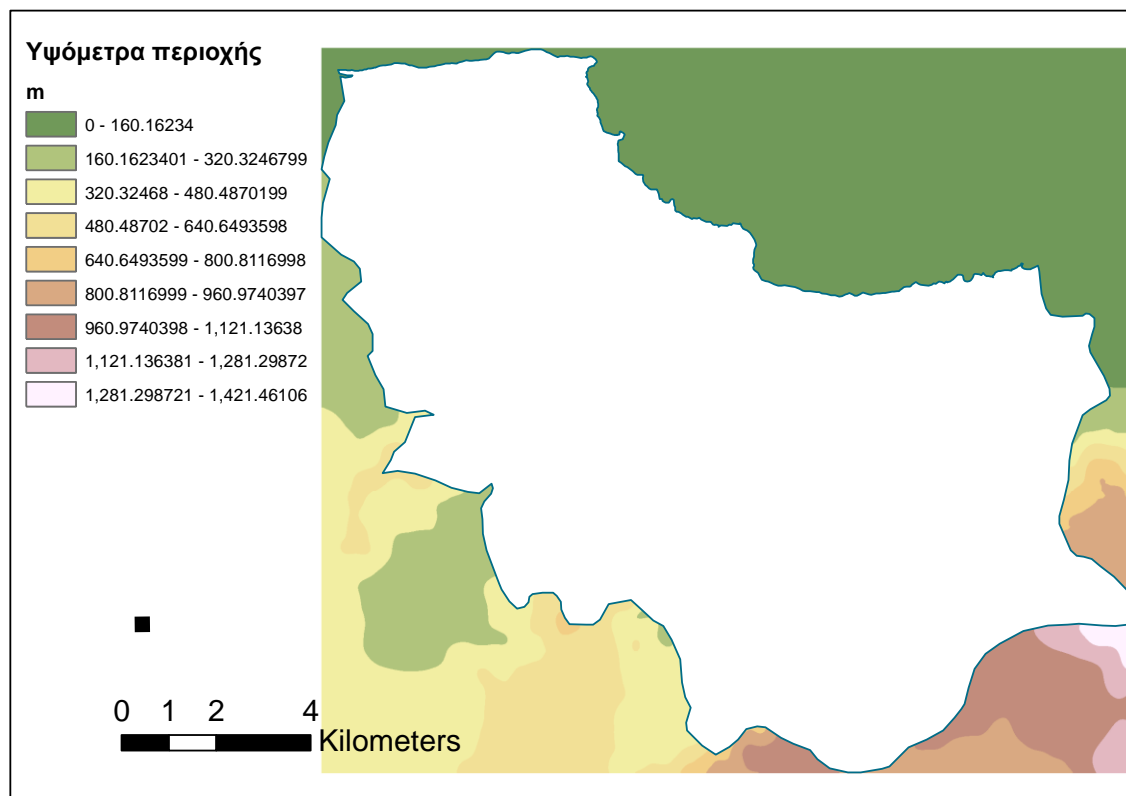 Υψόμετρα περιοχής
m
0 - 160.16234
160.1623401 - 320.3246799
320.32468 - 480.4870199
480.48702 - 640.6493598
640.6493599 - 800.8116998
800.8116999 - 960.9740397
960.9740398 - 1,121.13638
1,121.136381 - 1,281.29872
1,281.298721 - 1,421.46106
0 1 2 4
Kilometers